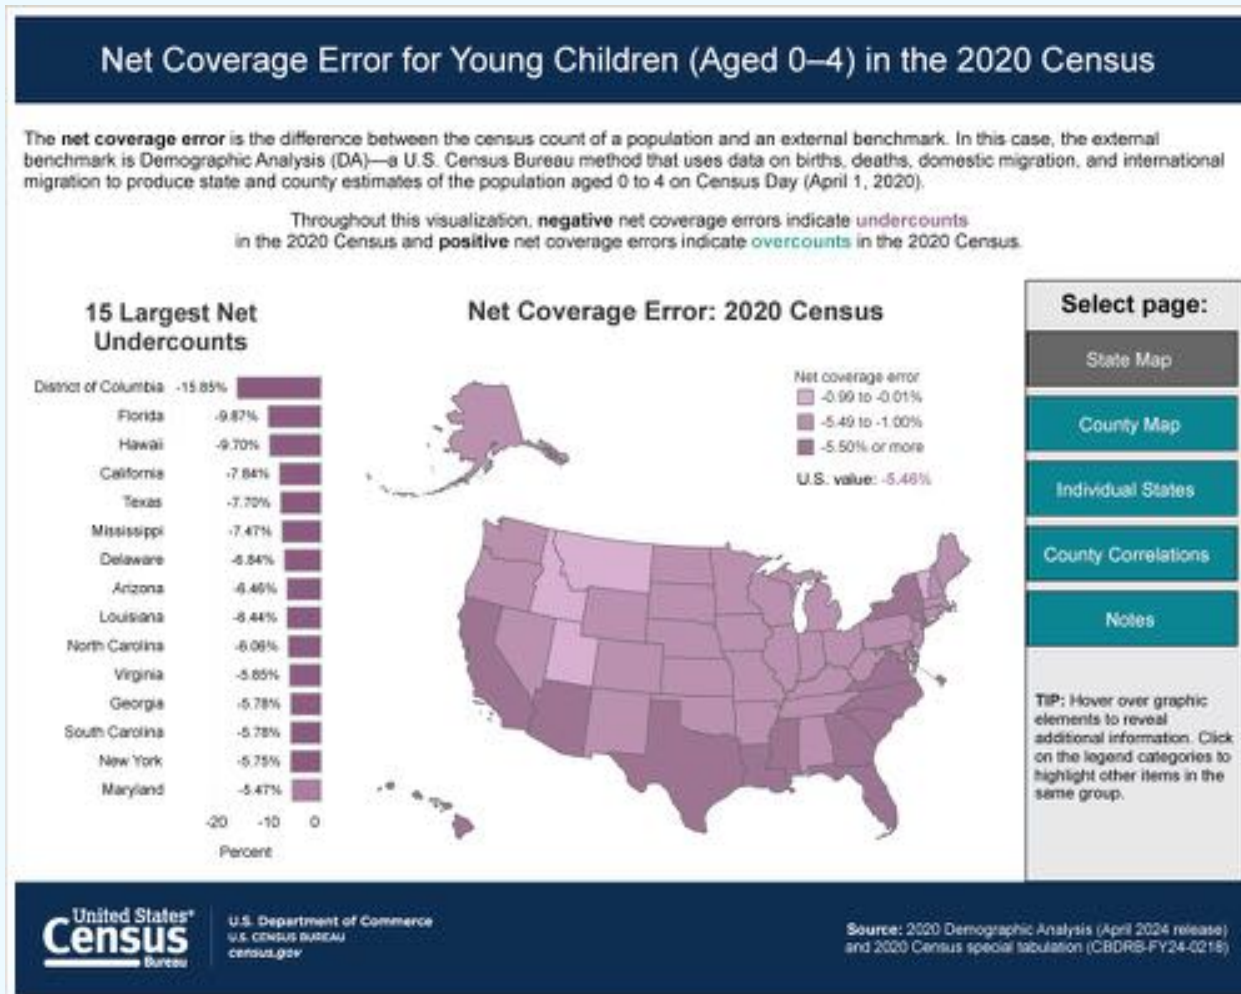 Net Coverage Error for Young Children (Aged 0–4) in the 2020 Census
The net coverage error is the difference between the census count of a population and an external
benchmark. In this case, the external benchmark is Demographic Analysis (DA)—a U.S. Census Bureau method that uses data on births, deaths, domestic migration, and international
migration to produce state and county estimates of the population aged 0 to 4 on Census Day (April 1, 2020).
Throughout this visualization, negative net coverage errors indicate undercounts
in the 2020 Census and positive net coverage errors indicate overcounts in the 2020 Census.
15 Largest Net
Undercounts
District of Columbia -15.85%
Florida -9.87%
Hawaii -9.70%
California -7.84%
Texas -7.70%
Mississippi -7.47%
Delaware -6.84%
Arizona -6.46%
Louisiana -6.44%
North Carolina -6.06%
Virginia -5.85%
Georgia -5.78%
South Carolina -5.78%
New York -5.75%
Maryland -5.47%
-20 -10 0
Percent
Net Coverage Error: 2020 Census
Net coverage error
-0.99 to -0.01%
-5.49 to -1.00%
-5.50% or more
U.S. value: -5.46%
Select page:
State Map
County Map
Individual States
County Correlations
Notes
TIP: Hover over graphic
elements to reveal
additional information. Click
on the legend categories to
highlight other items in the
same group.
United States®
Census
Bureau
U.S. Department of Commerce
U.S. CENSUS BUREAU
census.gov
Source: 2020 Demographic Analysis (April 2024 release)
and 2020 Census special tabulation (CBDRB-FY24-0218)